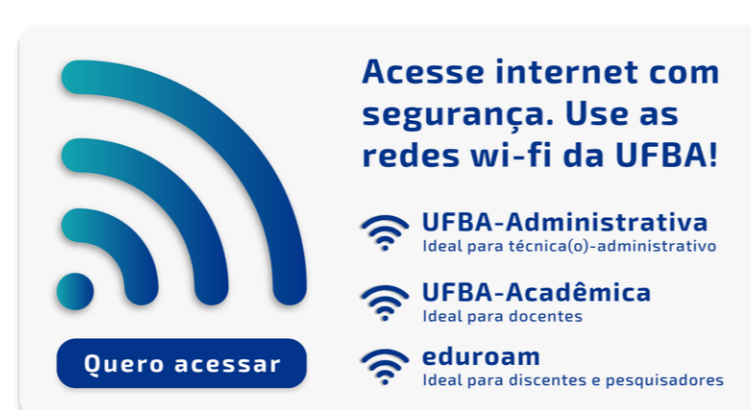 Acesse internet com
segurança. Use as
redes wi-fi da UFBA!
UFBA-Administrativa
Ideal para técnica(o)-administrativo
UFBA-Acadêmica
Ideal para docentes
eduroam
Ideal para discentes e pesquisadores
Quero acessar